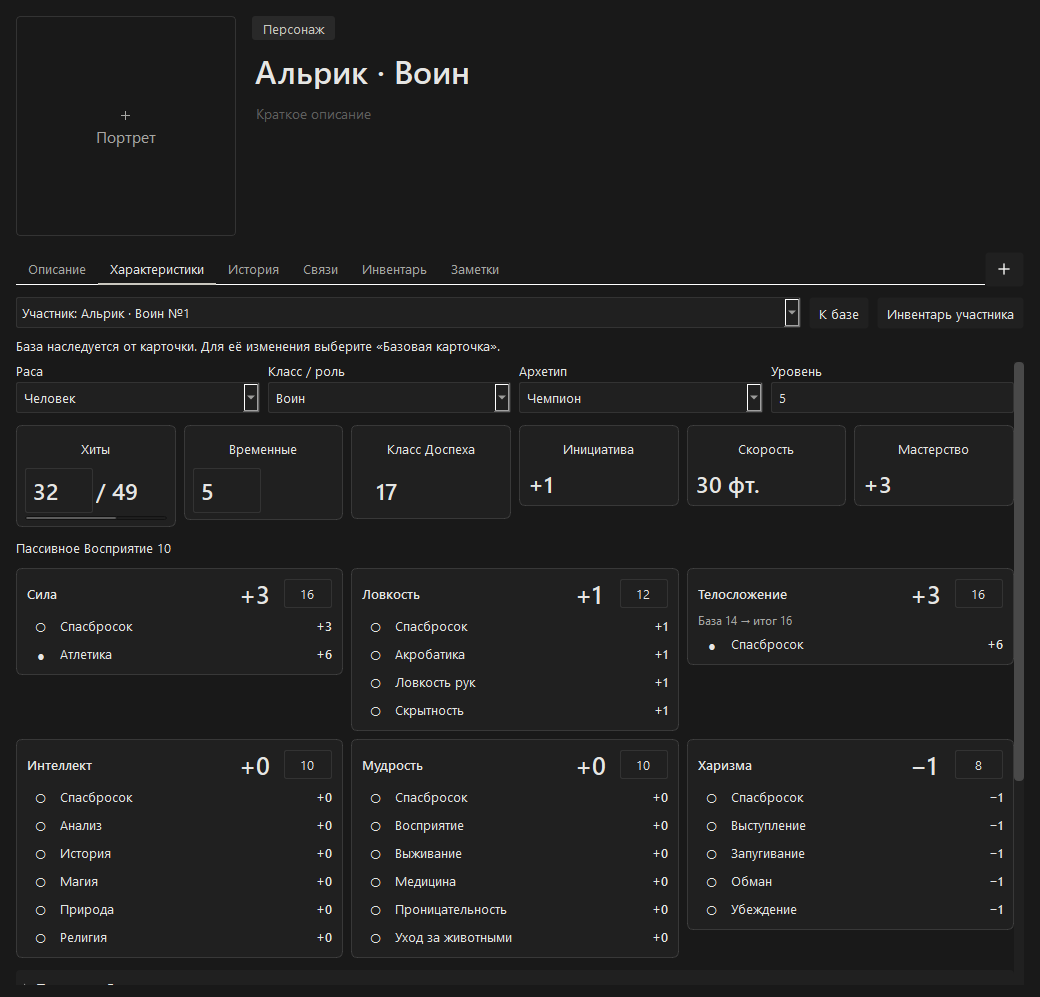 Персонаж
Альрик · Воин
Краткое описание
+
Портрет
Описание Характеристики История Связи Инвентарь Заметки +
Участник: Альрик · Воин №1 К базе Инвентарь участника
База наследуется от карточки. Для её изменения выберите «Базовая карточка».
Раса Класс / роль Архетип Уровень
Человек Воин Чемпион 5
Хиты Временные Класс Доспеха Инициатива Скорость Мастерство
32 / 49 5 17 +1 30 фт. +3
Пассивное Восприятие 10
Сила +3 16
Спасбросок +3
Атлетика +6
Ловкость +1 12
Спасбросок +1
Акробатика +1
Ловкость рук +1
Скрытность +1
Телосложение +3 16
База 14 → итог 16
Спасбросок +6
Интеллект +0 10
Спасбросок +0
Анализ +0
История +0
Магия +0
Природа +0
Религия +0
Мудрость +0 10
Спасбросок +0
Восприятие +0
Выживание +0
Медицина +0
Проницательность +0
Уход за животными +0
Харизма −1 8
Спасбросок −1
Выступление −1
Запугивание −1
Обман −1
Убеждение −1